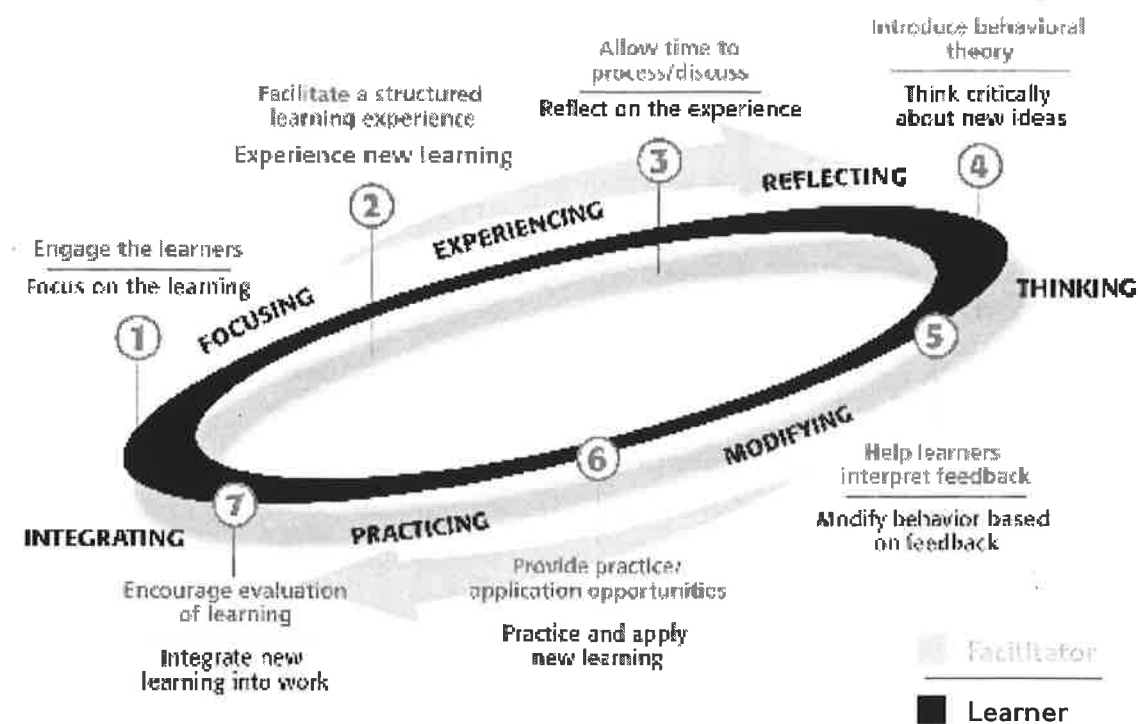 Introduce behavioral
theory
Think critically
about new ideas
Allow time to
process/discuss
Reflect on the experience
Facilitate a structured
learning experience
Experience new learning
Engage the learners
Focus on the learning
1
2
3
4
FOCUSING
EXPERIENCING
REFLECTING
THINKING
5
6
7
MODIFYING
PRACTICING
INTEGRATING
Help learners
interpret feedback
Modify behavior based
on feedback
Provide practice/
application opportunities
Practice and apply
new learning
Encourage evaluation
of learning
Integrate new
learning into work
Facilitator
Learner